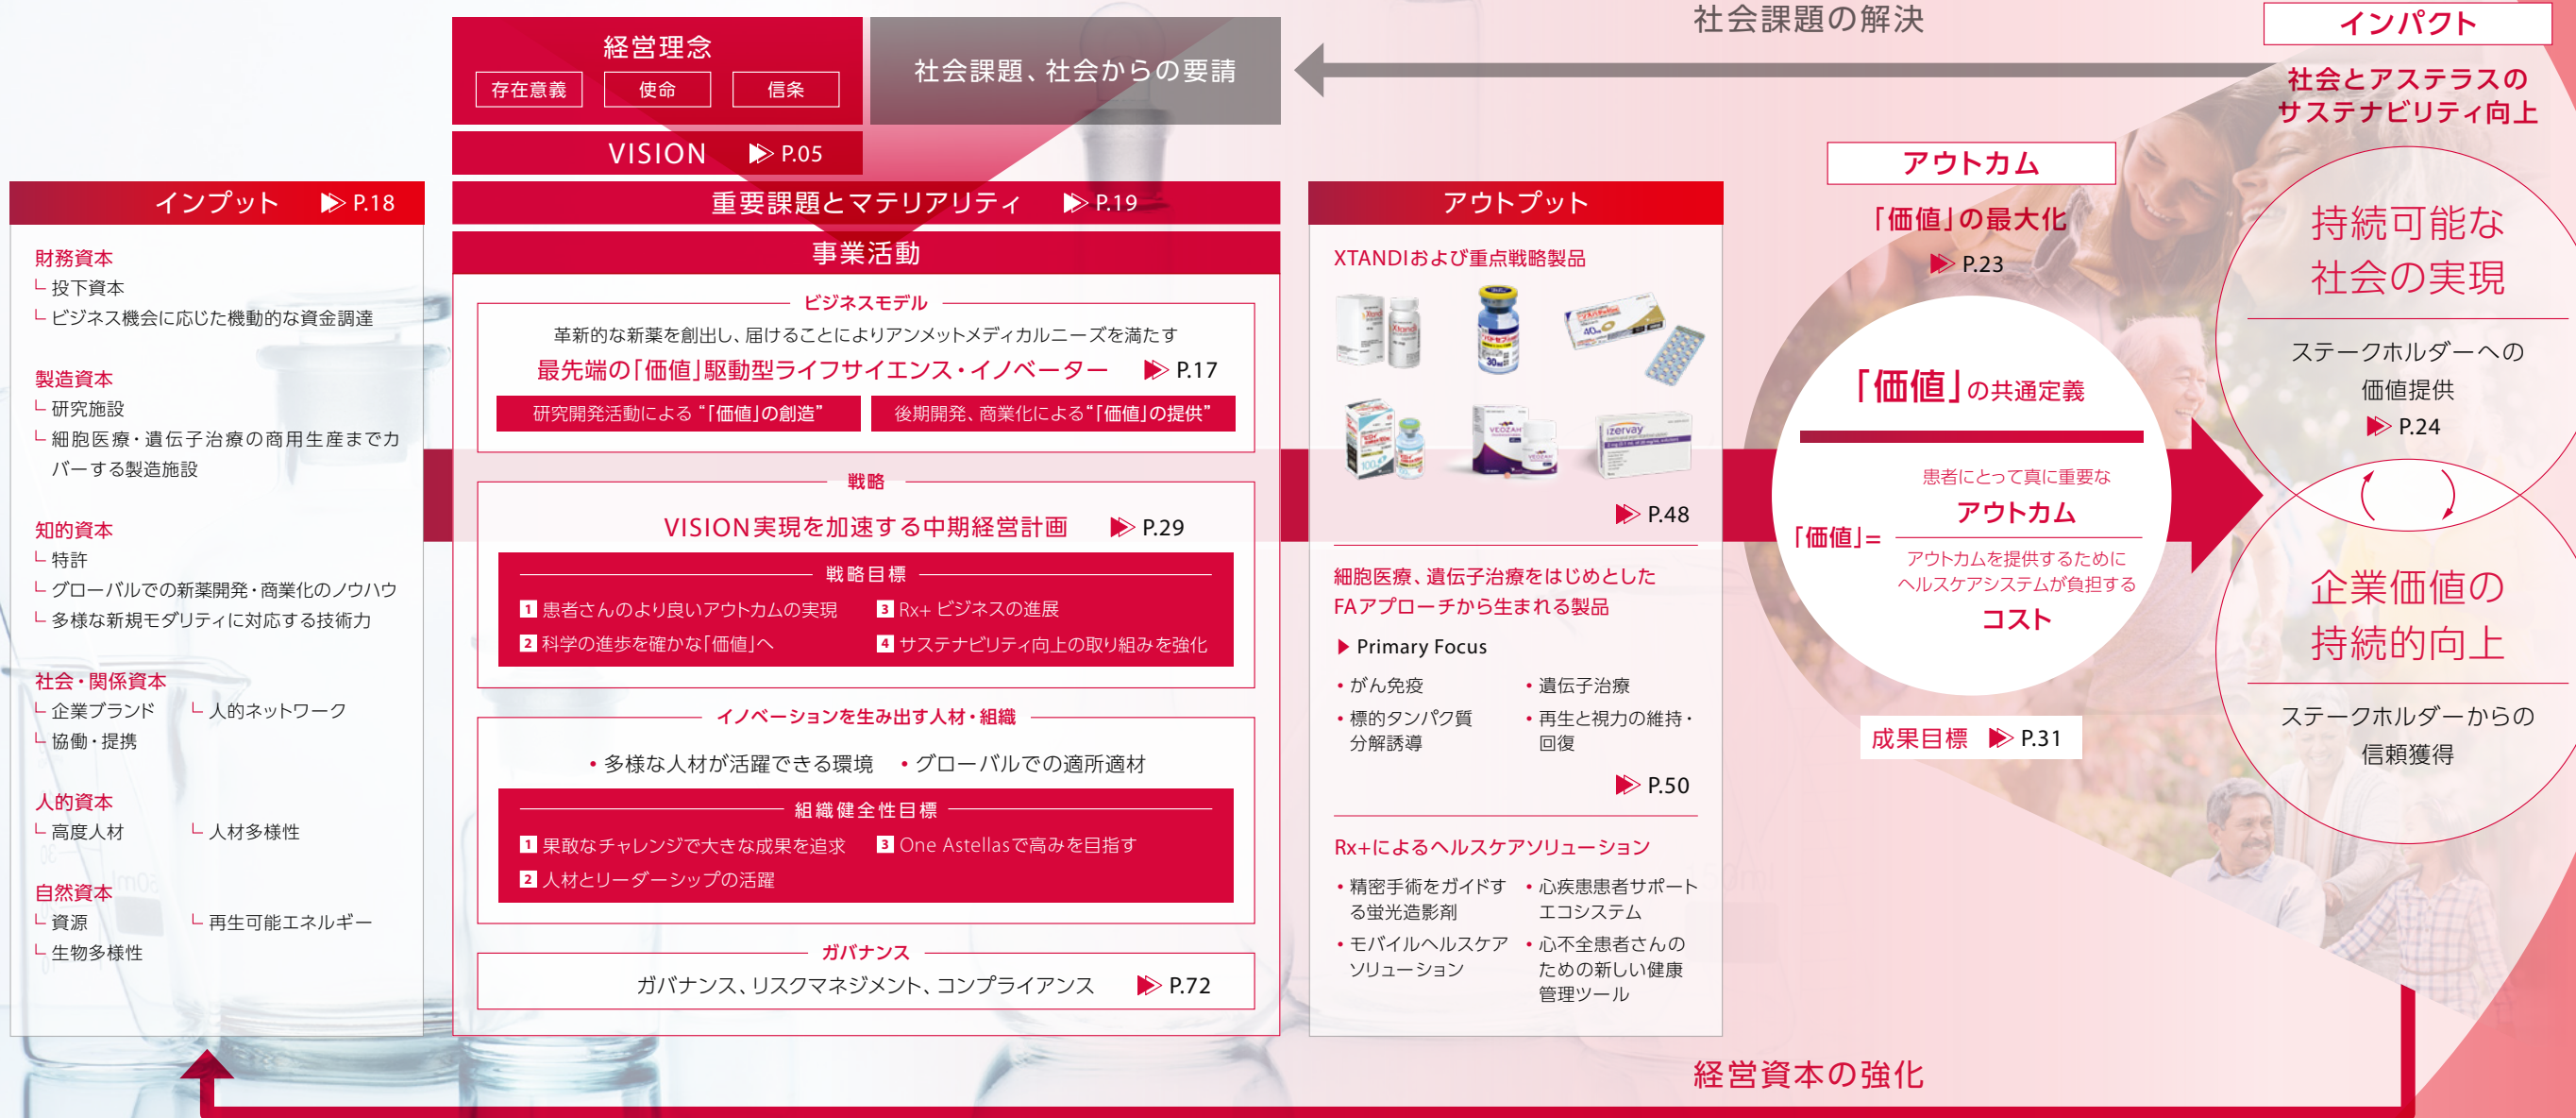 経営理念
存在意義
使命
信条
VISION P.05
社会課題、社会からの要請
社会課題の解決
インプット P.18
財務資本
投下資本
ビジネス機会に応じた機動的な資金調達
製造資本
研究施設
細胞医療・遺伝子治療の商用生産までカ
バーする製造施設
知的資本
特許
グローバルでの新薬開発・商業化のノウハウ
多様な新規モダリティに対応する技術力
社会・関係資本
企業ブランド 人的ネットワーク
協働・提携
人的資本
高度人材 人材多様性
自然資本
資源 再生可能エネルギー
生物多様性
重要課題とマテリアリティ P.19
事業活動
ビジネスモデル
革新的な新薬を創出し、届けることによりアンメットメディカルニーズを満たす
最先端の「価値」駆動型ライフサイエンス・イノベーター P.17
研究開発活動による “「価値」の創造”
後期開発、商業化による“「価値」の提供”
戦略
VISION実現を加速する中期経営計画 P.29
戦略目標
1 患者さんのより良いアウトカムの実現
2 科学の進歩を確かな「価値」へ
3 Rx+ ビジネスの進展
4 サステナビリティ向上の取り組みを強化
イノベーションを生み出す人材・組織
・多様な人材が活躍できる環境 ・グローバルでの適所適材
組織健全性目標
1 果敢なチャレンジで大きな成果を追求
2 人材とリーダーシップの活躍
3 One Astellasで高みを目指す
ガバナンス
ガバナンス、リスクマネジメント、コンプライアンス P.72
アウトプット
XTANDIおよび重点戦略製品
Xtandi
40mg
30mg
100
VEOZAH
VEOZAH
izervay
P.48
細胞医療、遺伝子治療をはじめとした
FAアプローチから生まれる製品
Primary Focus
・がん免疫
・標的タンパク質
分解誘導
・遺伝子治療
・再生と視力の維持・
回復
P.50
Rx+によるヘルスケアソリューション
・精密手術をガイドす
る蛍光造影剤
・モバイルヘルスケア
ソリューション
・心疾患患者サポート
エコシステム
・心不全患者さんの
ための新しい健康
管理ツール
アウトカム
「価値」の最大化
P.23
「価値」の共通定義
「価値」=
患者にとって真に重要な
アウトカム
アウトカムを提供するために
ヘルスケアシステムが負担する
コスト
成果目標 P.31
インパクト
社会とアステラスの
サステナビリティ向上
持続可能な
社会の実現
ステークホルダーへの
価値提供
P.24
企業価値の
持続的向上
ステークホルダーからの
信頼獲得
経営資本の強化